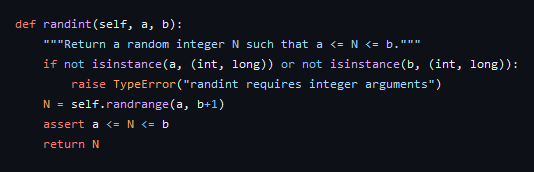 def randint(self, a, b):
    """Return a random integer N such that a <= N <= b."""
    if not isinstance(a, (int, long)) or not isinstance(b, (int, long)):
        raise TypeError("randint requires integer arguments")
    N = self.randrange(a, b+1)
    assert a <= N <= b
    return N